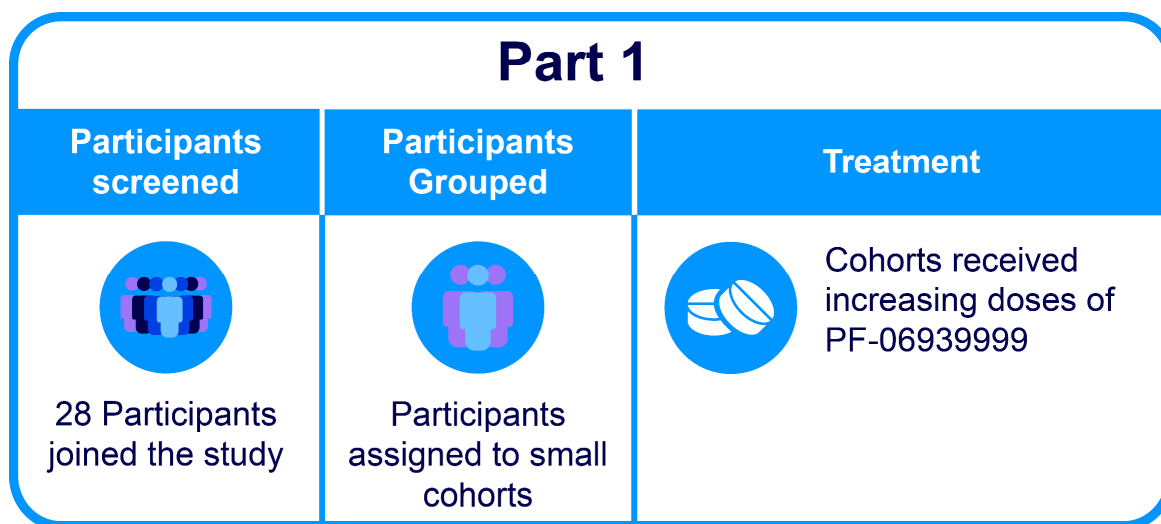 Part 1
Participants
screened
Participants
Grouped
Treatment
28 Participants
joined the study
Participants
assigned to small
cohorts
Cohorts received
increasing doses of
PF-06939999